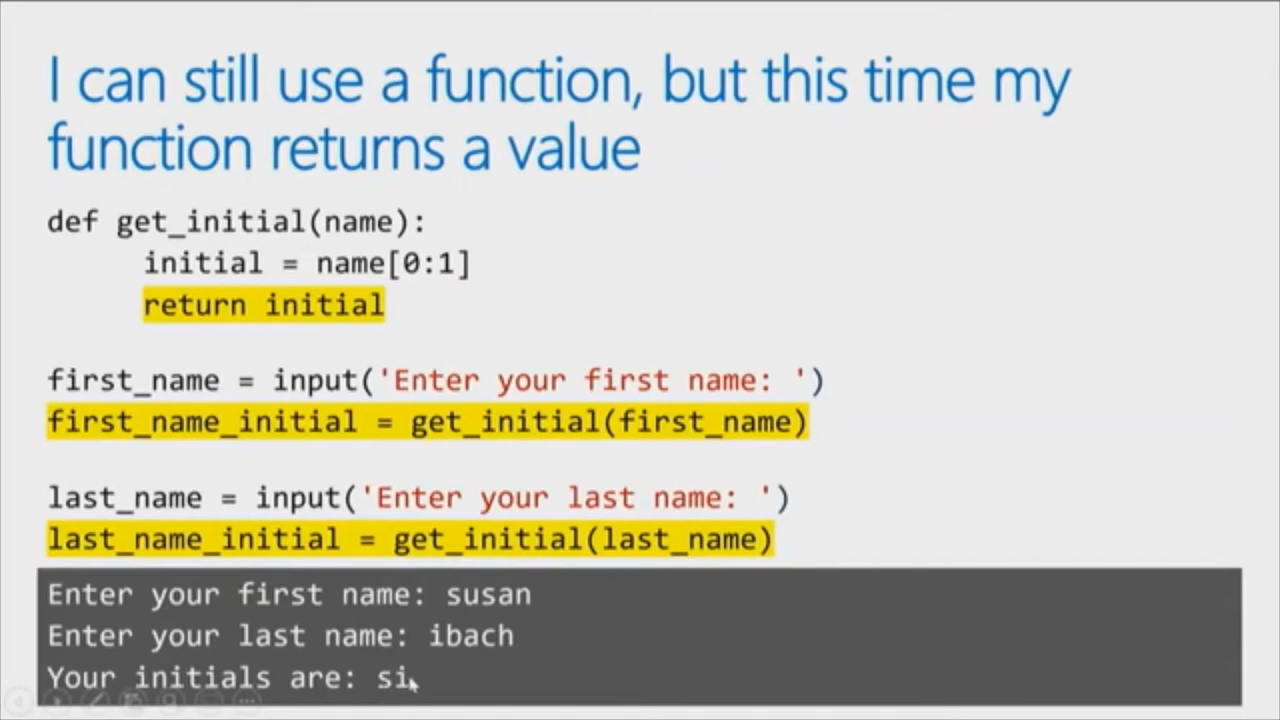 I can still use a function, but this time my
function returns a value
def get_initial(name):
initial = name[0:1]
return initial
first_name = input('Enter your first name: ')
first_name_initial = get_initial(first_name)
last_name = input('Enter your last name: ')
last_name_initial = get_initial(last_name)
Enter your first name: susan
Enter your last name: ibach
Your initials are: si